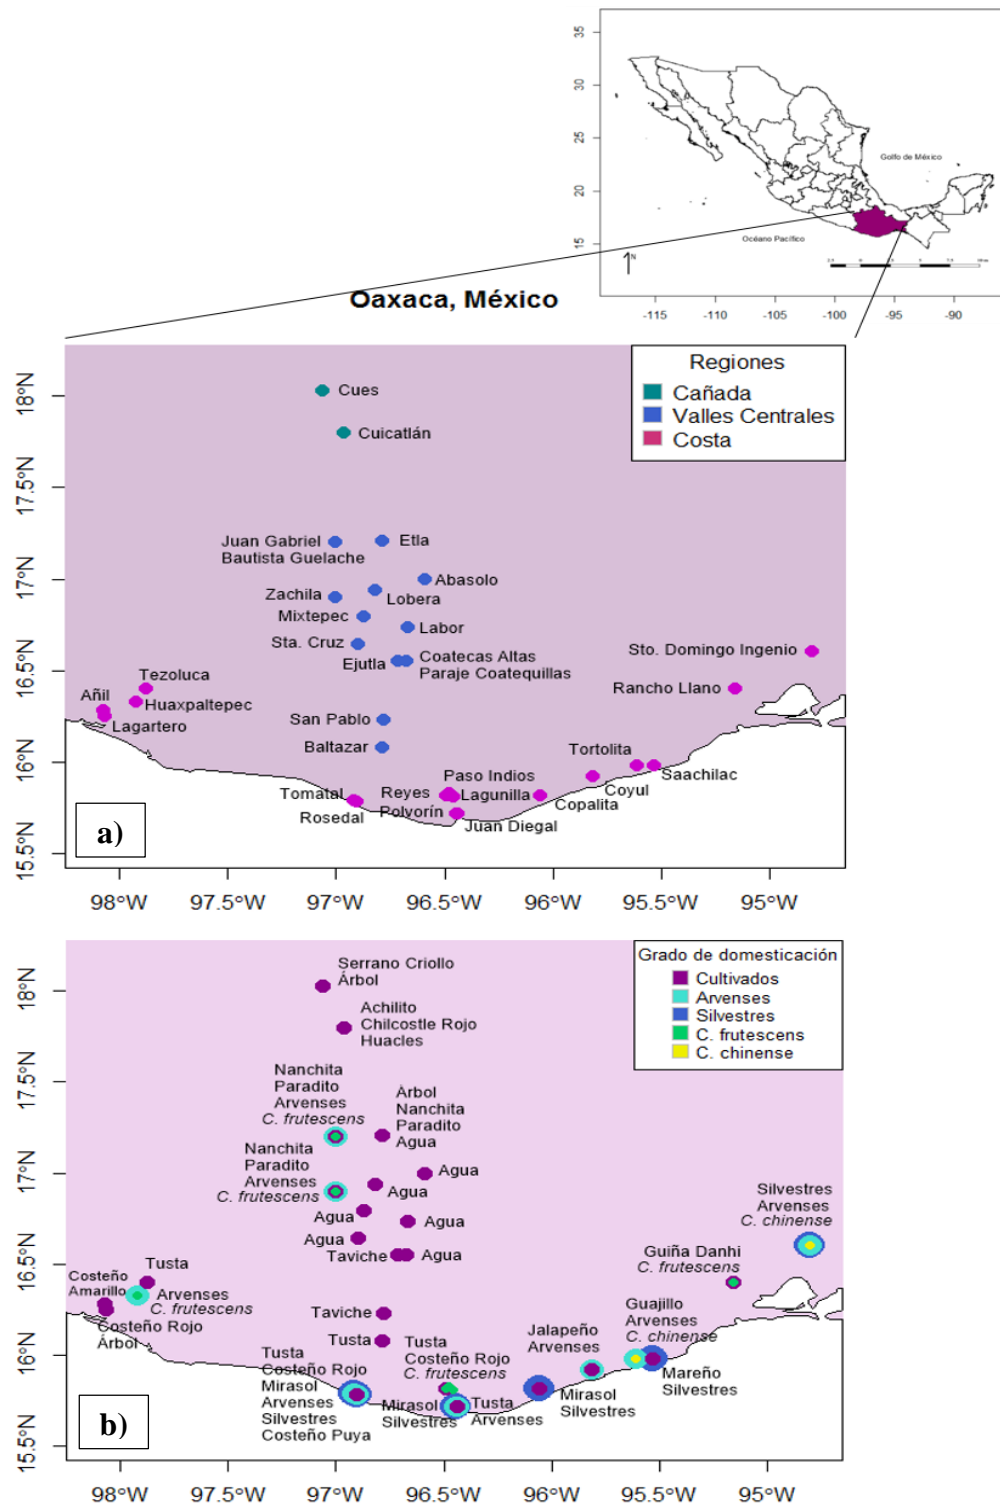 35
30
25
20
15
Golfo de México
Océano Pacífico
N
-115
-110
-105
-100
-95
-90
Oaxaca, México
Regiones
Cañada
Valles Centrales
Costa
18°N
17.5°N
17°N
16.5°N
16°N
15.5°N
Cues
Cuicatlán
Juan Gabriel
Bautista Guelache
Etla
Abasolo
Zachila
Lobera
Mixtepec
Labor
Sta. Cruz
Ejutla
Coatecas Altas
Paraje Coatequillas
Sto. Domingo Ingenio
Rancho Llano
Tezoluca
Añil
Huaxpaltepec
Lagartero
San Pablo
Baltazar
Tortolita
Saachilac
Paso Indios
Coyul
Tomatal
Reyes
Lagunilla
Copalita
Rosedal
Polvorín
Juan Diegal
a)
98°W
97.5°W
97°W
96.5°W
96°W
95.5°W
95°W
Grado de domesticación
Cultivados
Arvenses
Silvestres
C. frutescens
C. chinense
18°N
17.5°N
17°N
16.5°N
16°N
15.5°N
Serrano Criollo
Árbol
Achilito
Chilcostle Rojo
Huacles
Nanchita
Paradito
Arvenses
C. frutescens
Árbol
Nanchita
Paradito
Agua
Nanchita
Paradito
Arvenses
C. frutescens
Agua
Agua
Agua
Agua
Agua
Taviche
Agua
Silvestres
Arvenses
C. chinense
Guiña Danhi
C. frutescens
Tusta
Costeño
Amarillo
Arvenses
C. frutescens
Costeño Rojo
Árbol
Taviche
Tusta
Guajillo
Arvenses
C. chinense
Jalapeño
Arvenses
Tusta
Costeño Rojo
C. frutescens
Tusta
Costeño Rojo
Mirasol
Arvenses
Silvestres
Costeño Puya
Mirasol
Silvestres
Tusta
Arvenses
Mirasol
Silvestres
Mareño
Silvestres
b)
98°W
97.5°W
97°W
96.5°W
96°W
95.5°W
95°W